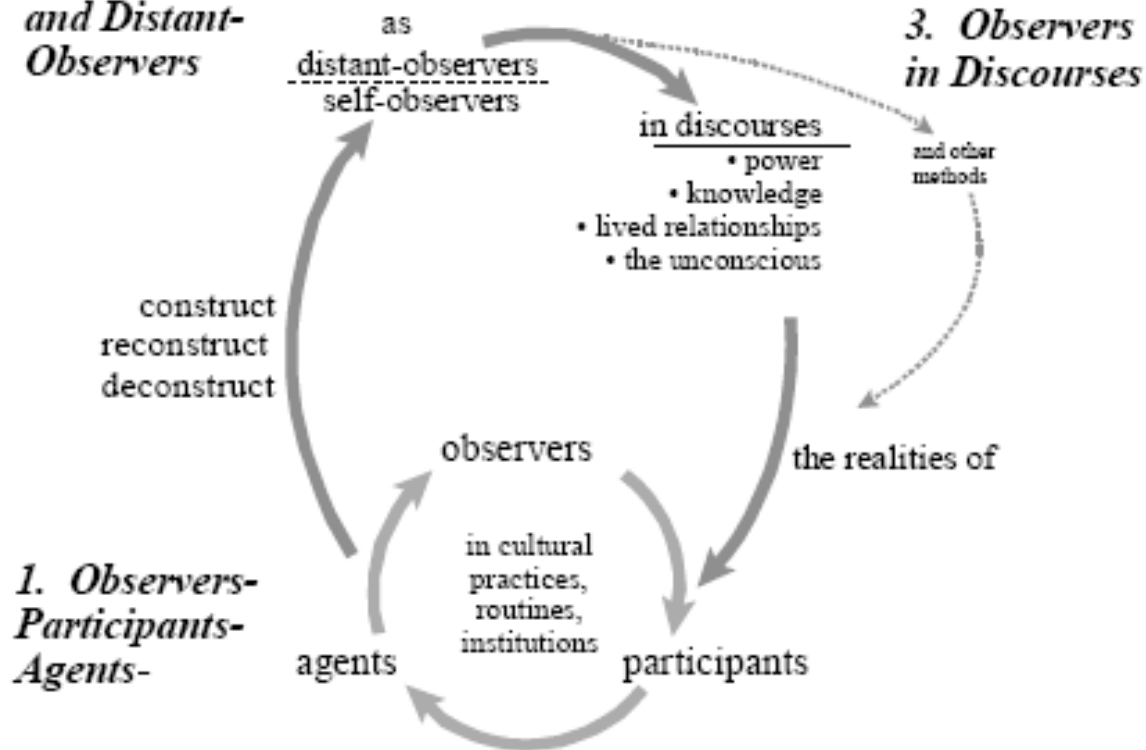 and Distant-
Observers
as
distant-observers
self-observers
3. Observers
in Discourses
in discourses
• power
• knowledge
• lived relationships
• the unconscious
and other
methods
construct
reconstruct
deconstruct
observers
the realities of
in cultural
practices,
routines,
institutions
1. Observers-
Participants-
Agents-
agents
participants